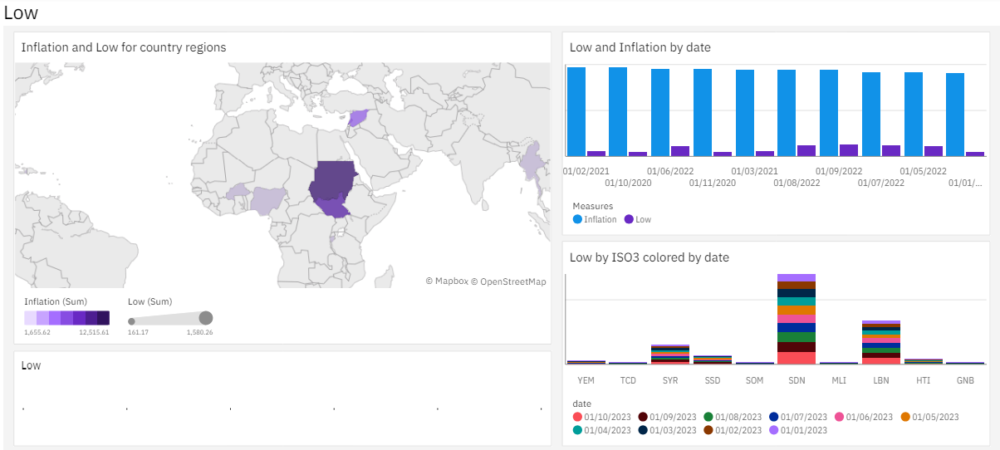 Low
Inflation and Low for country regions
© Mapbox © OpenStreetMap
Inflation (Sum)
1,655.62 12,515.61
Low (Sum)
161.17 1,580.26
Low
Low and Inflation by date
01/02/2021 01/06/2022 01/03/2021 01/09/2022 01/05/2022
01/10/2020 01/11/2020 01/08/2022 01/07/2022 01/01/...
Measures
Inflation Low
Low by ISO3 colored by date
YEM TCD SYR SSD SOM SDN MLI LBN HTI GNB
date
01/10/2023 01/09/2023 01/08/2023 01/07/2023 01/06/2023 01/05/2023
01/04/2023 01/03/2023 01/02/2023 01/01/2023